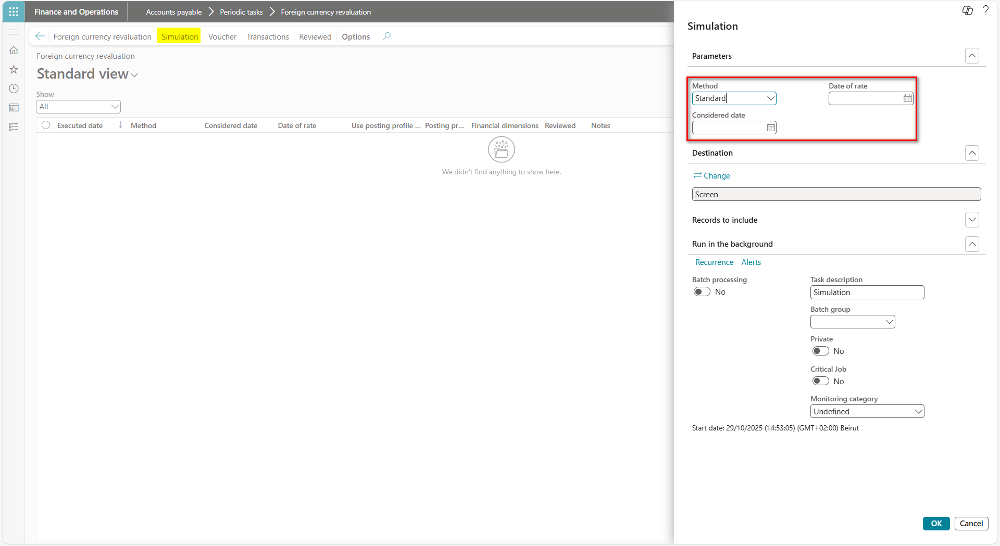 Finance and Operations
Accounts payable
Periodic tasks
Foreign currency revaluation
Foreign currency revaluation
Simulation
Voucher
Transactions
Reviewed
Options
Foreign currency revaluation
Standard view
Show
All
Executed date
Method
Considered date
Date of rate
Use posting profile ...
Posting pr...
Financial dimensions
Reviewed
Notes
We didn't find anything to show here.
?
Simulation
Parameters
Method
Date of rate
Standard
Considered date
Destination
Change
Screen
Records to include
Run in the background
Recurrence
Alerts
Batch processing
No
Task description
Simulation
Batch group
Private
No
Critical Job
No
Monitoring category
Undefined
Start date: 29/10/2025 (14:53:05) (GMT+02:00) Beirut
OK
Cancel